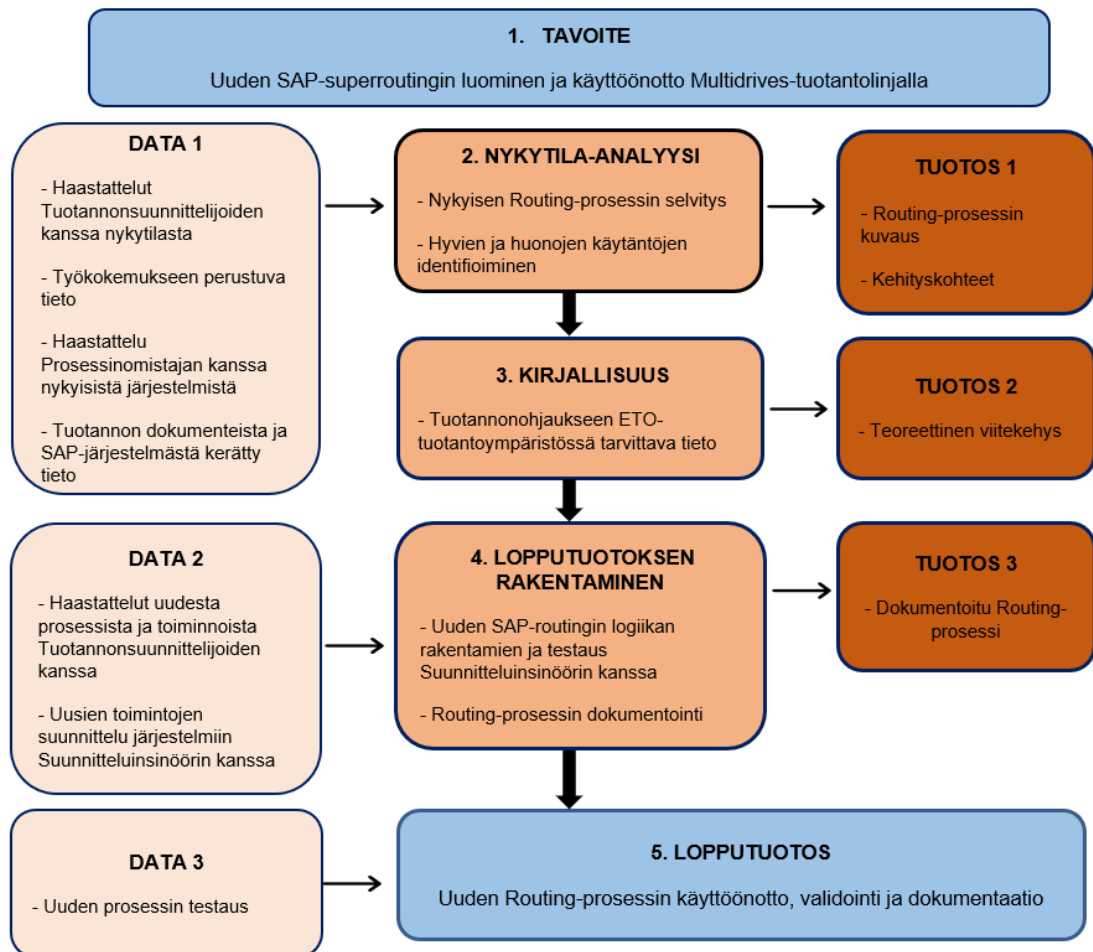 1. TAVOITE
Uuden SAP-superroutingin luominen ja käyttöönotto Multidrives-tuotantolinjalla
DATA 1
- Haastattelut
Tuotannonsuunnittelijoiden
kanssa nykytilasta
- Työkokemukseen perustuva
tieto
- Haastattelu
Prosessinomistajan kanssa
nykyisistä järjestelmistä
- Tuotannon dokumenteista ja
SAP-järjestelmästä kerätty
tieto
2. NYKYTILA-ANALYYSI
- Nykyisen Routing-prosessin selvitys
- Hyvien ja huonojen käytäntöjen
identifioiminen
TUOTOS 1
- Routing-prosessin
kuvaus
- Kehityskohteet
3. KIRJALLISUUS
- Tuotannonohjaukseen ETO-
tuotantoympäristössä tarvittava tieto
TUOTOS 2
- Teoreettinen viitekehys
DATA 2
- Haastattelut uudesta
prosessista ja toiminnoista
Tuotannonsuunnittelijoiden
kanssa
- Uusien toimintojen
suunnittelu järjestelmiin
Suunnitteluinsinöörin kanssa
4. LOPPUTUOTOKSEN
RAKENTAMINEN
- Uuden SAP-routingin logiikan
rakentamien ja testaus
Suunnitteluinsinöörin kanssa
- Routing-prosessin dokumentointi
TUOTOS 3
- Dokumentoitu Routing-
prosessi
DATA 3
- Uuden prosessin testaus
5. LOPPUTUOTOS
Uuden Routing-prosessin käyttöönotto, validointi ja dokumentaatio